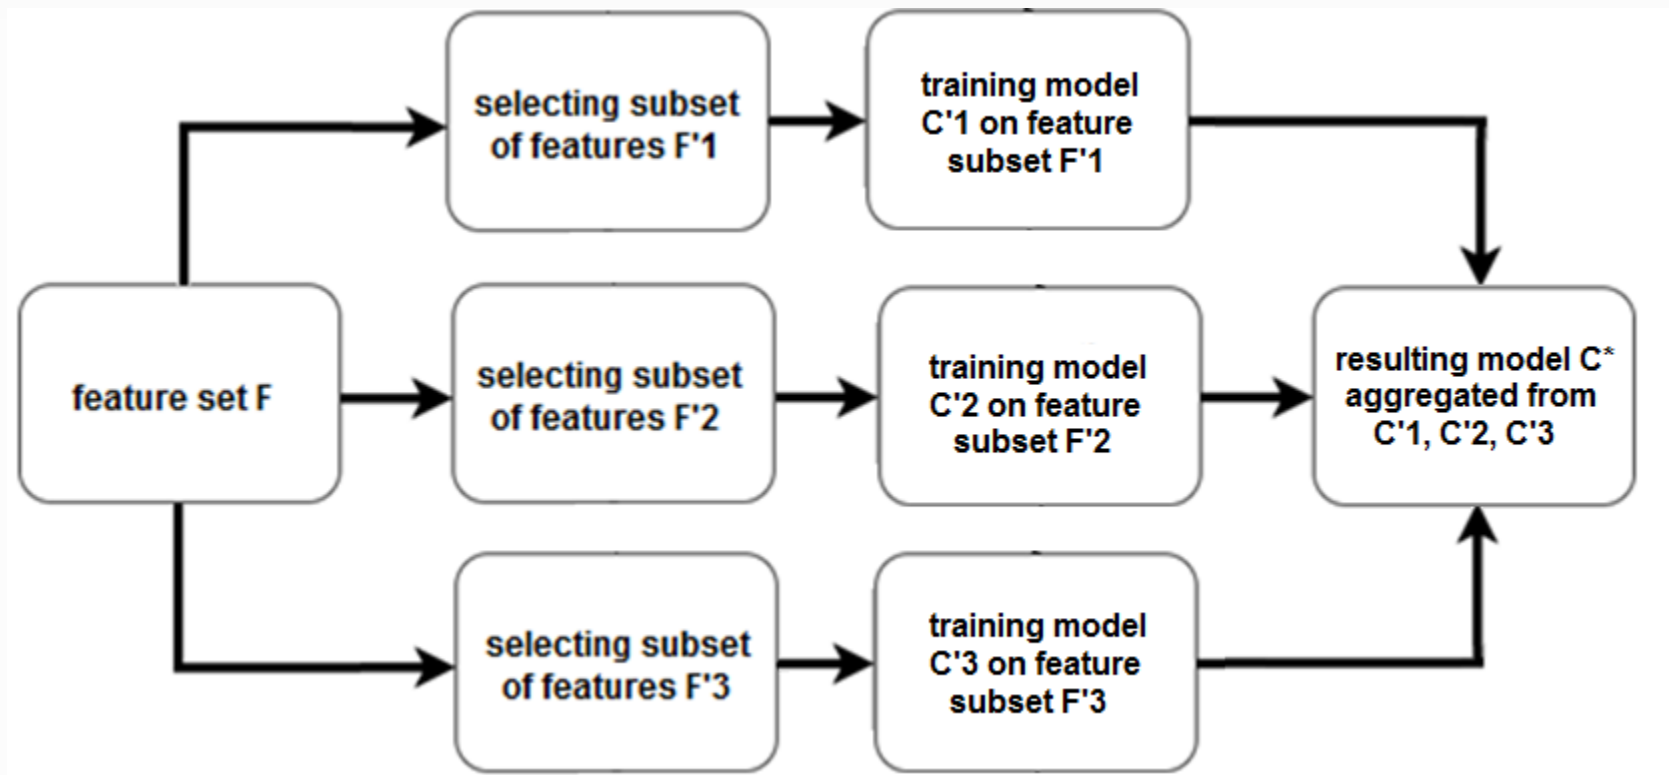 selecting subset
of features F'1
training model
C'1 on feature
subset F'1
feature set F
selecting subset
of features F'2
training model
C'2 on feature
subset F'2
resulting model C*
aggregated from
C'1, C'2, C'3
selecting subset
of features F'3
training model
C'3 on feature
subset F'3